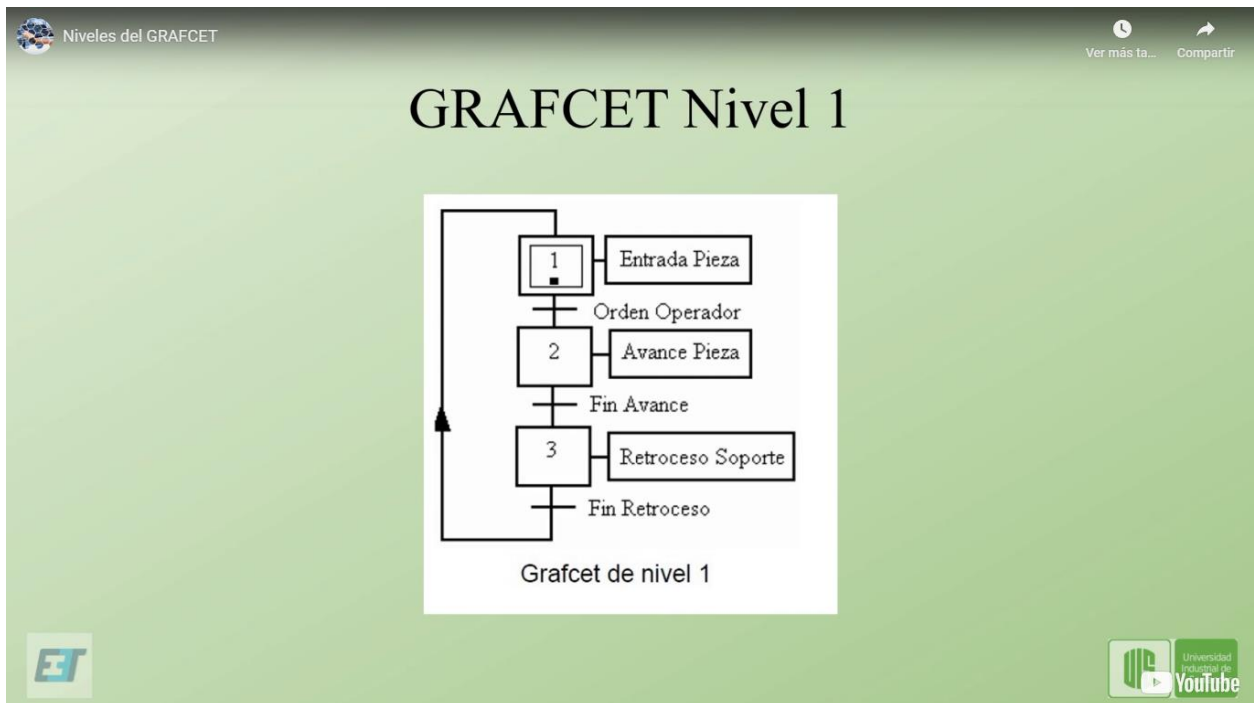 Niveles del GRAFCET
Ver más ta...
Compartir
GRAFCET Nivel 1
1
Entrada Pieza
Orden Operador
2
Avance Pieza
Fin Avance
3
Retroceso Soporte
Fin Retroceso
Grafcet de nivel 1
Universidad
Industrial de
YouTube